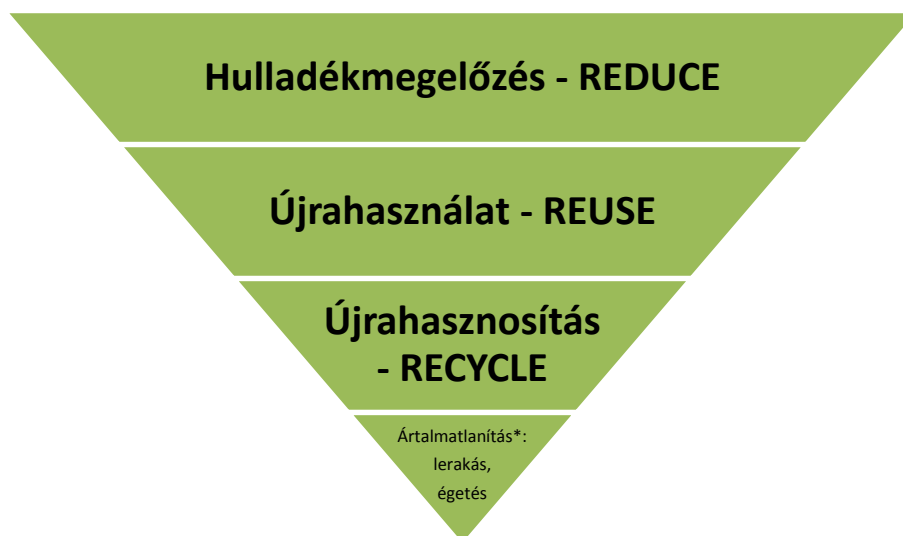 Hulladékmegelőzés - REDUCE
Újrahasználat - REUSE
Újrahasznosítás
- RECYCLE
Ártalmatlanítás*:
lerakás,
égetés